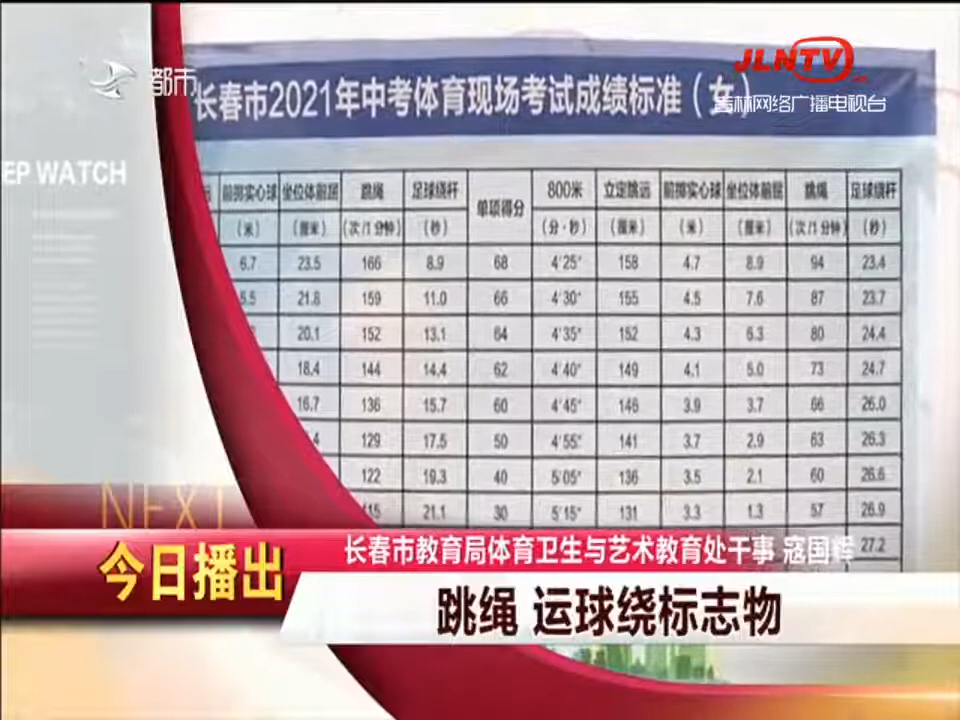 都市
JLNTV
吉林网络广播电视台
长春市2021年中考体育现场考试成绩标准（女）
EP WATCH
前掷实心球 坐位体前屈 跳绳 足球绕杆 单项得分 800米 立定跳远 前掷实心球 坐位体前屈 跳绳 足球绕杆
（米） （厘米） （次/1分钟） （秒） （分·秒） （厘米） （米） （厘米） （次/1分钟） （秒）
6.7 23.5 166 8.9 68 4'25" 158 4.7 8.9 94 23.4
5.5 21.8 159 11.0 66 4'30" 155 4.5 7.6 87 23.7
20.1 152 13.1 64 4'35" 152 4.3 6.3 80 24.4
18.4 144 14.4 62 4'40" 149 4.1 5.0 73 24.7
16.7 136 15.7 60 4'45" 146 3.9 3.7 66 26.0
129 17.5 50 4'55" 141 3.7 2.9 63 26.3
122 19.3 40 5'05" 136 3.5 2.1 60 26.6
115 21.1 30 5'15" 131 3.3 1.3 57 26.9
27.2
NEXT
今日播出
长春市教育局体育卫生与艺术教育处干事 寇国辉
跳绳 运球绕标志物